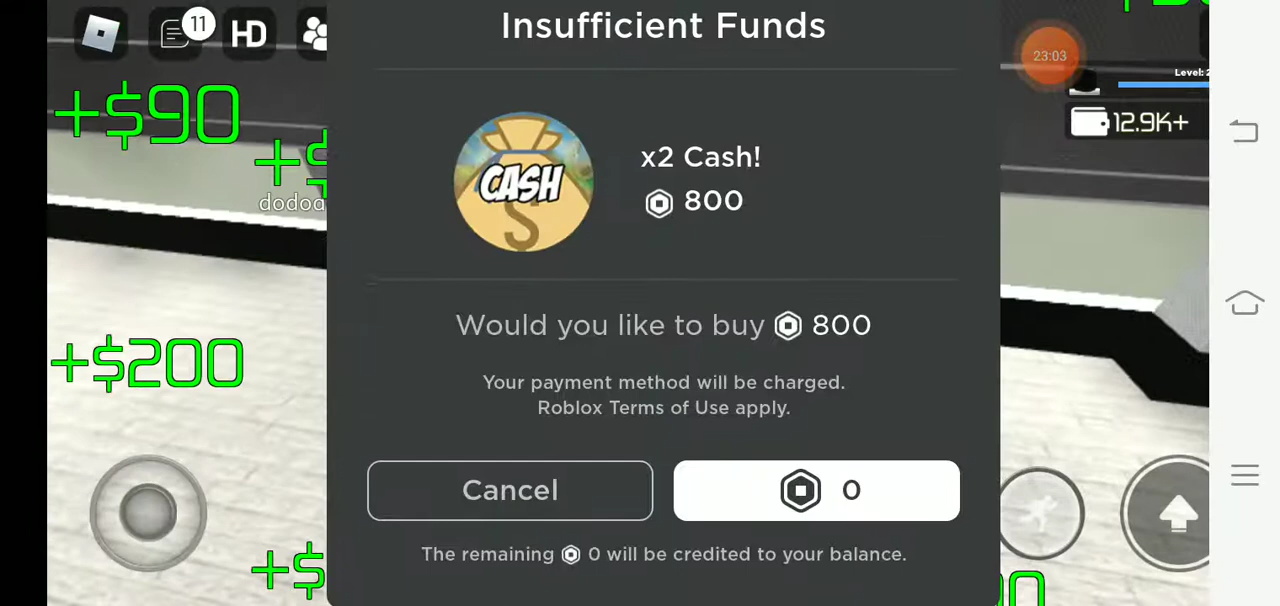 Insufficient Funds
11
HD
23:03
Level: 2
12.9K+
+$90
+$
dodoa
CASH
x2 Cash!
800
Would you like to buy 800
+$200
Your payment method will be charged.
Roblox Terms of Use apply.
Cancel
0
+$
The remaining 0 will be credited to your balance.